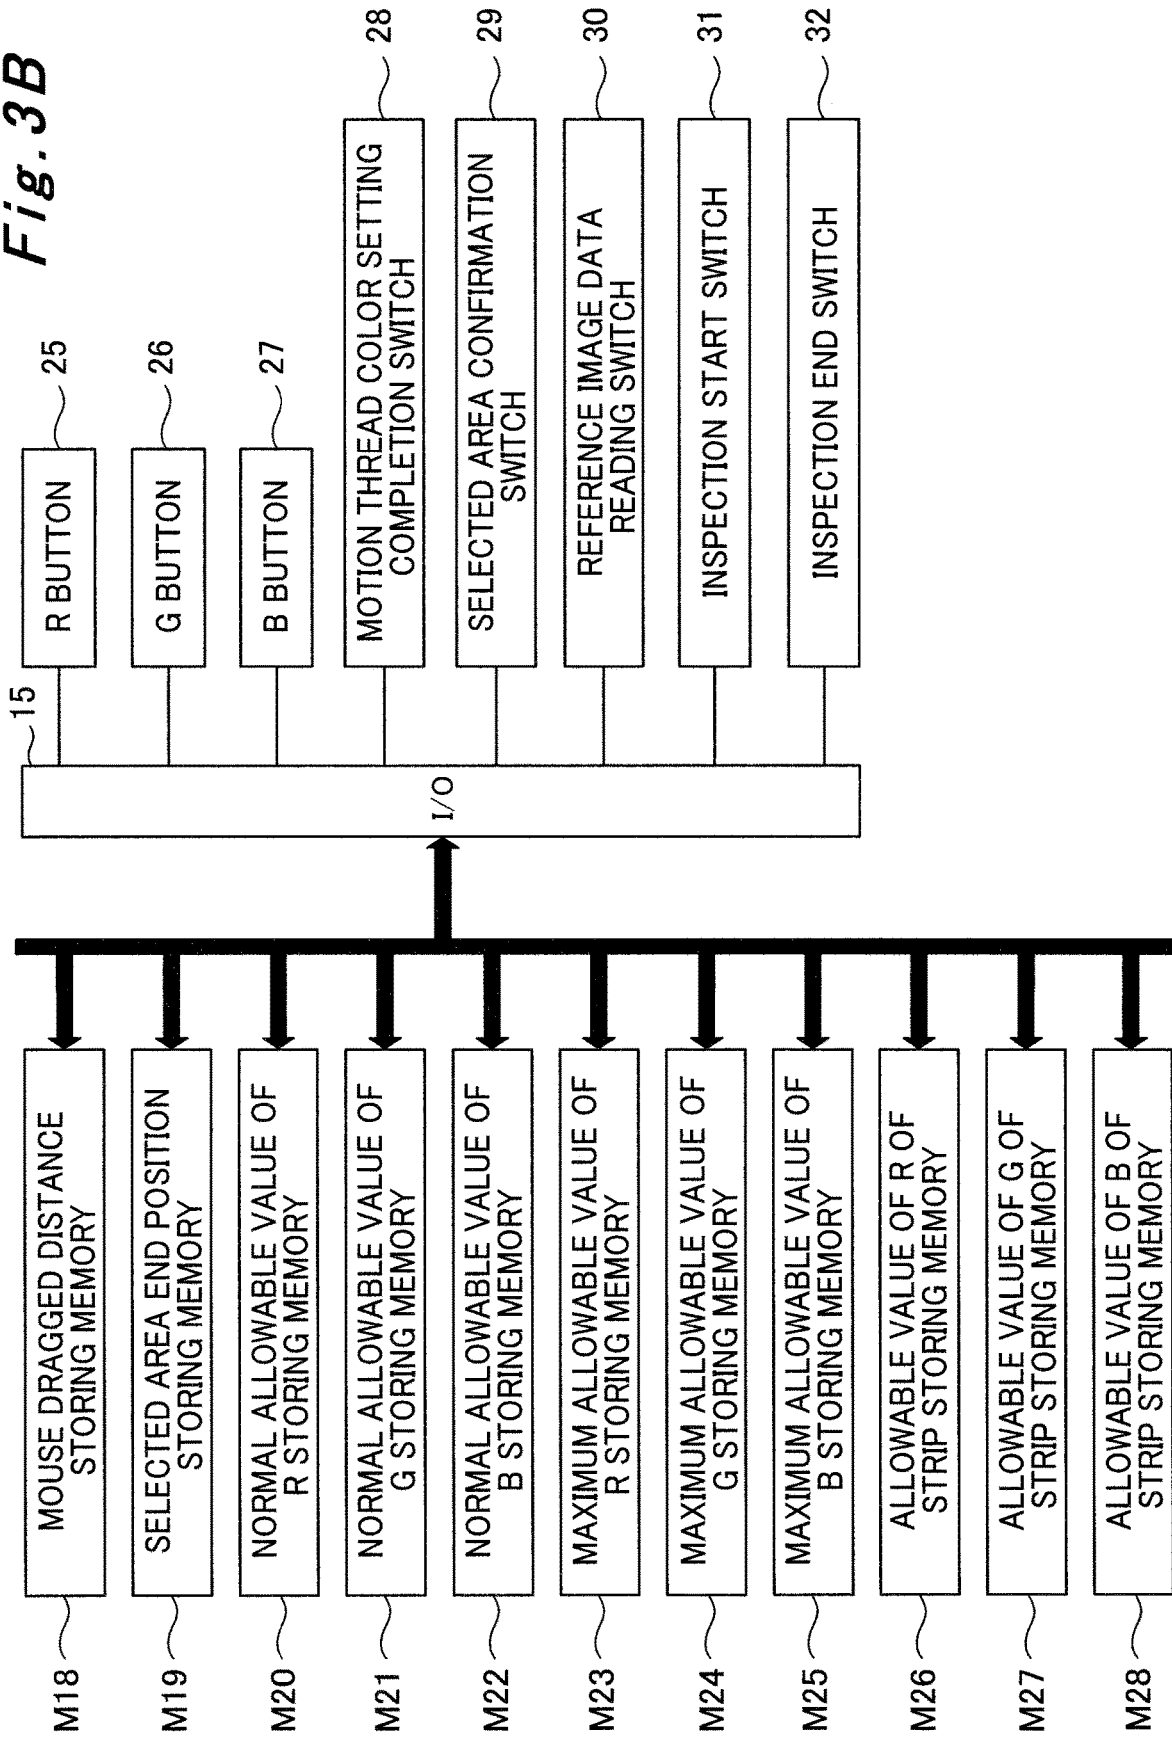 Fig. 3B
M18
MOUSE DRAGGED DISTANCE
STORING MEMORY
M19
SELECTED AREA END POSITION
STORING MEMORY
M20
NORMAL ALLOWABLE VALUE OF
R STORING MEMORY
M21
NORMAL ALLOWABLE VALUE OF
G STORING MEMORY
M22
NORMAL ALLOWABLE VALUE OF
B STORING MEMORY
M23
MAXIMUM ALLOWABLE VALUE OF
R STORING MEMORY
M24
MAXIMUM ALLOWABLE VALUE OF
G STORING MEMORY
M25
MAXIMUM ALLOWABLE VALUE OF
B STORING MEMORY
M26
ALLOWABLE VALUE OF R OF
STRIP STORING MEMORY
M27
ALLOWABLE VALUE OF G OF
STRIP STORING MEMORY
M28
ALLOWABLE VALUE OF B OF
STRIP STORING MEMORY
15
I/O
R BUTTON
25
G BUTTON
26
B BUTTON
27
MOTION THREAD COLOR SETTING
COMPLETION SWITCH
28
SELECTED AREA CONFIRMATION
SWITCH
29
REFERENCE IMAGE DATA
READING SWITCH
30
INSPECTION START SWITCH
31
INSPECTION END SWITCH
32